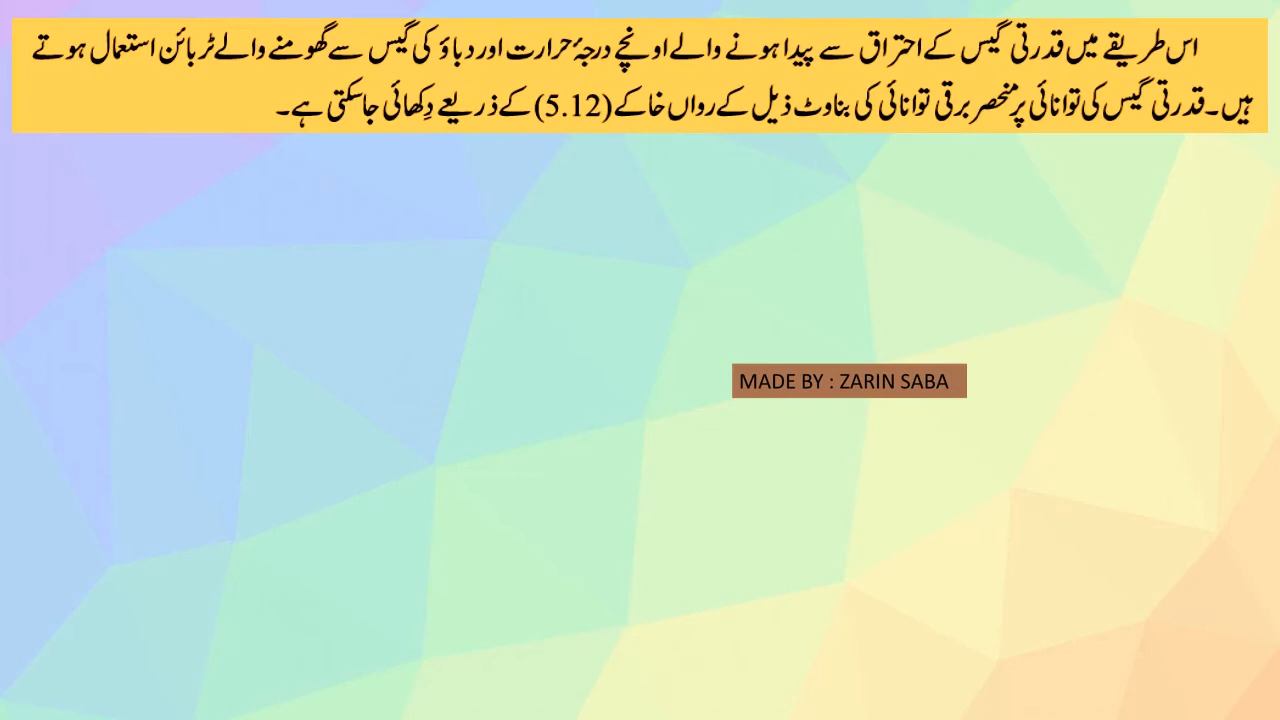 اس طریقے میں قدرتی گیس کے احتراق سے پیدا ہونے والے اونچے درجۂ حرارت اور دباؤ کی گیس سے گھومنے والے ٹربائن استعمال ہوتے
ہیں۔ قدرتی گیس کی توانائی پر منحصر برقی توانائی کی بناوٹ ذیل کے رواں خاکے (5.12) کے ذریعے دِکھائی جاسکتی ہے۔
MADE BY : ZARIN SABA